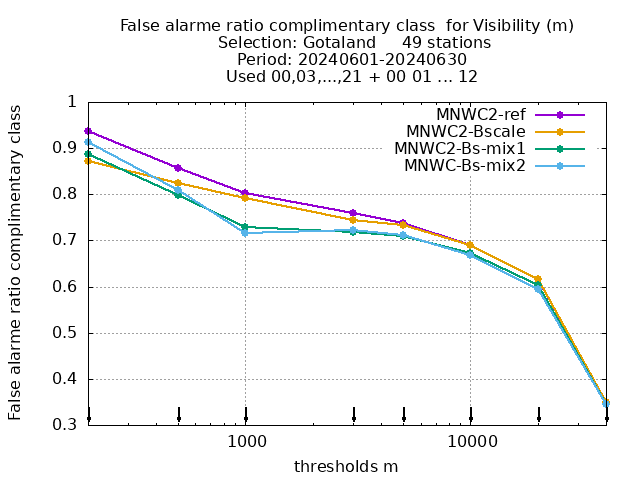 False alarme ratio complimentary class  for Visibility (m)
Selection: Gotaland     49 stations
Period: 20240601-20240630
Used 00,03,...,21 + 00 01 ... 12
MNWC2-ref
MNWC2-Bscale
MNWC2-Bs-mix1
MNWC-Bs-mix2
False alarme ratio complimentary class
1
0.9
0.8
0.7
0.6
0.5
0.4
0.3
1000
10000
thresholds m